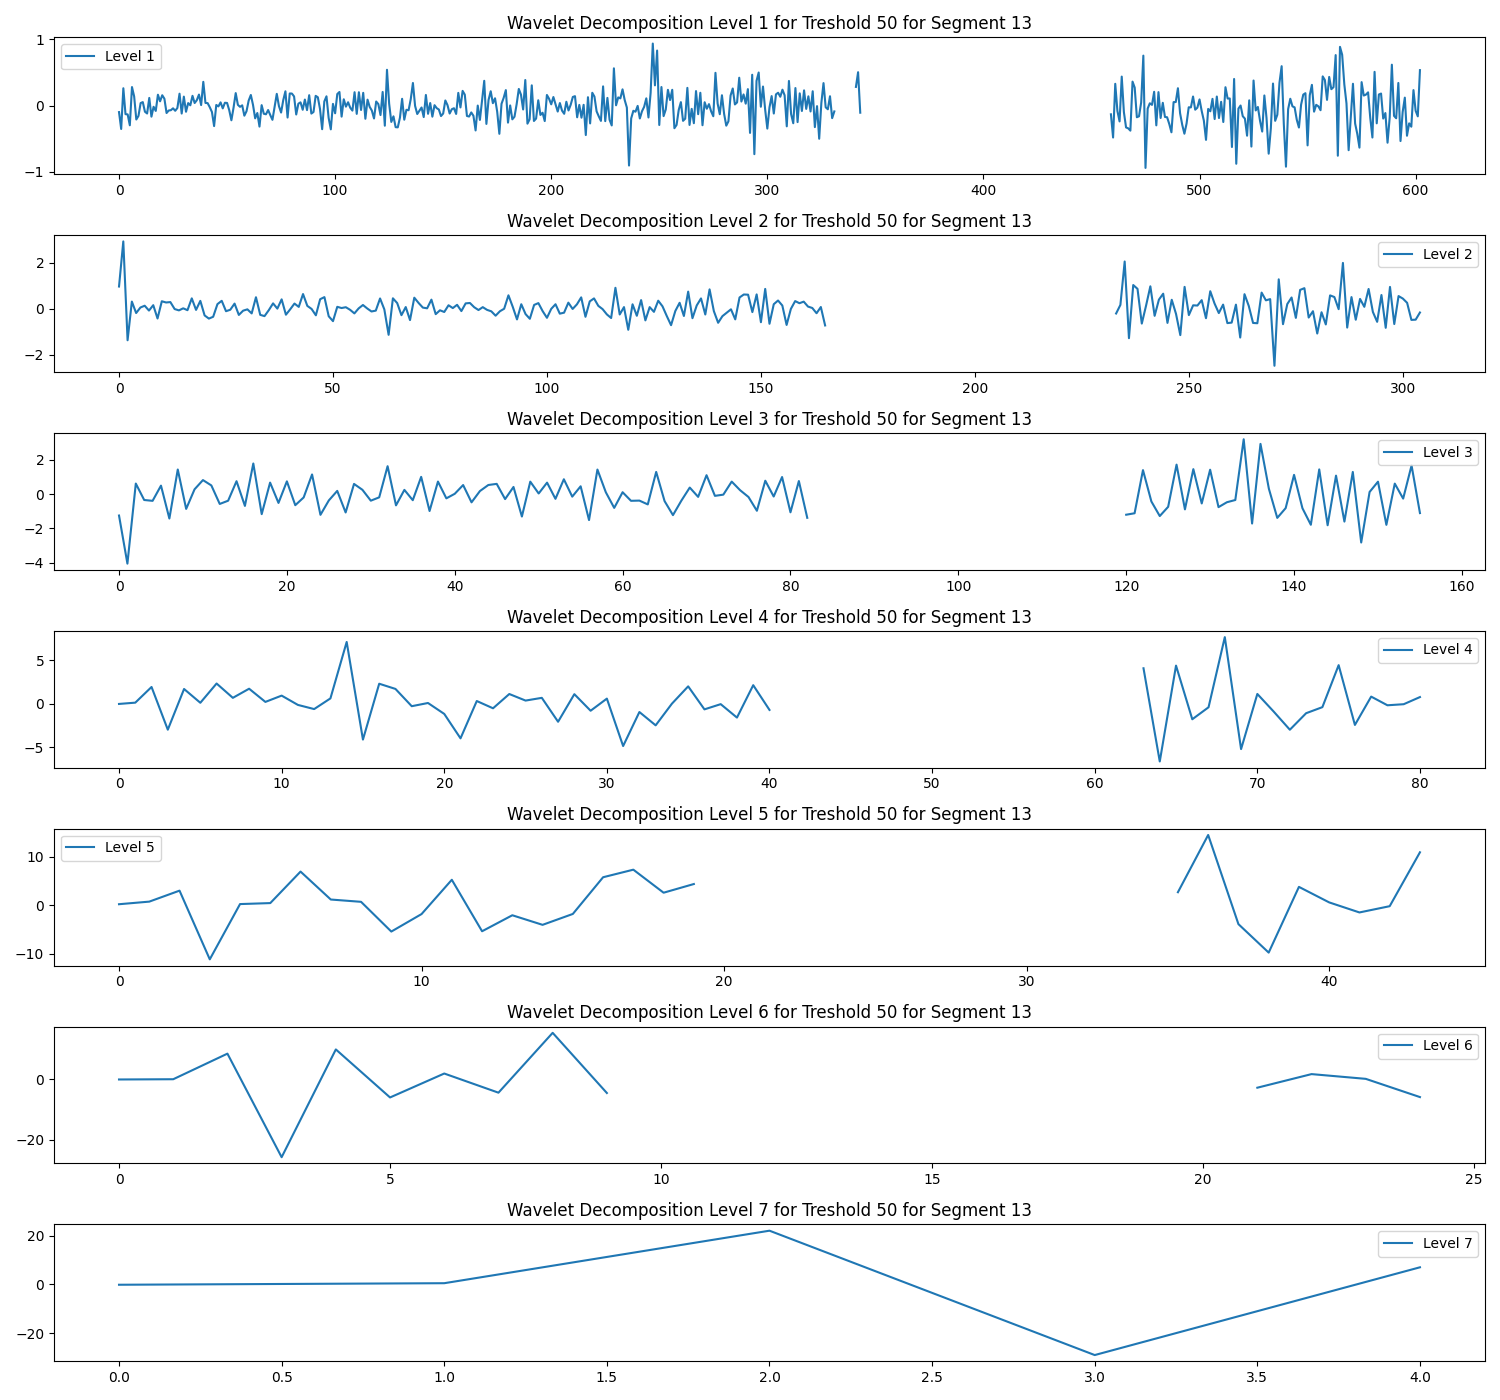 Wavelet Decomposition Level 1 for Treshold 50 for Segment 13
Level 1
1
0
−1
0 100 200 300 400 500 600
Wavelet Decomposition Level 2 for Treshold 50 for Segment 13
Level 2
2
0
−2
0 50 100 150 200 250 300
Wavelet Decomposition Level 3 for Treshold 50 for Segment 13
Level 3
2
0
−2
−4
0 20 40 60 80 100 120 140 160
Wavelet Decomposition Level 4 for Treshold 50 for Segment 13
Level 4
5
0
−5
0 10 20 30 40 50 60 70 80
Wavelet Decomposition Level 5 for Treshold 50 for Segment 13
Level 5
10
0
−10
0 10 20 30 40
Wavelet Decomposition Level 6 for Treshold 50 for Segment 13
Level 6
0
−20
0 5 10 15 20 25
Wavelet Decomposition Level 7 for Treshold 50 for Segment 13
Level 7
20
0
−20
0.0 0.5 1.0 1.5 2.0 2.5 3.0 3.5 4.0